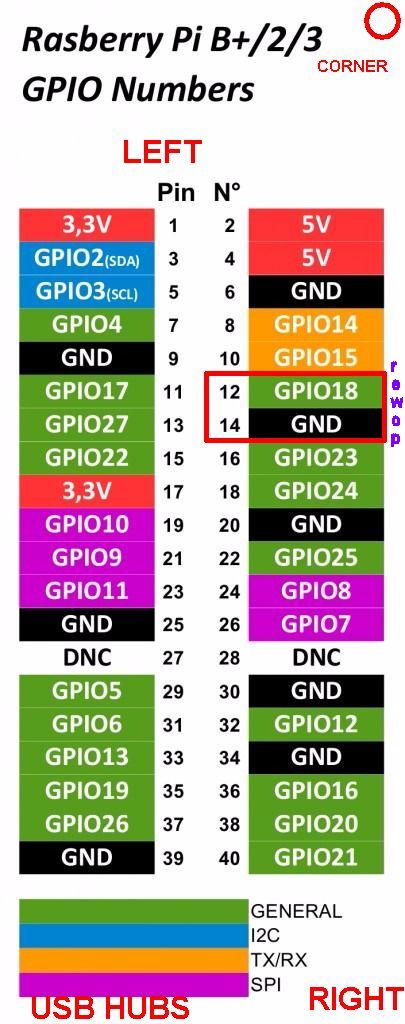 Rasberry Pi B+/2/3
CORNER
GPIO Numbers
LEFT
Pin N°
3,3V 1 2 5V
GPIO2(SDA) 3 4 5V
GPIO3(SCL) 5 6 GND
GPIO4 7 8 GPIO14
GND 9 10 GPIO15
GPIO17 11 12 GPIO18
GPIO27 13 14 GND
rewop
GPIO22 15 16 GPIO23
3,3V 17 18 GPIO24
GPIO10 19 20 GND
GPIO9 21 22 GPIO25
GPIO11 23 24 GPIO8
GND 25 26 GPIO7
DNC 27 28 DNC
GPIO5 29 30 GND
GPIO6 31 32 GPIO12
GPIO13 33 34 GND
GPIO19 35 36 GPIO16
GPIO26 37 38 GPIO20
GND 39 40 GPIO21
GENERAL
I2C
TX/RX
SPI
USB HUBS RIGHT